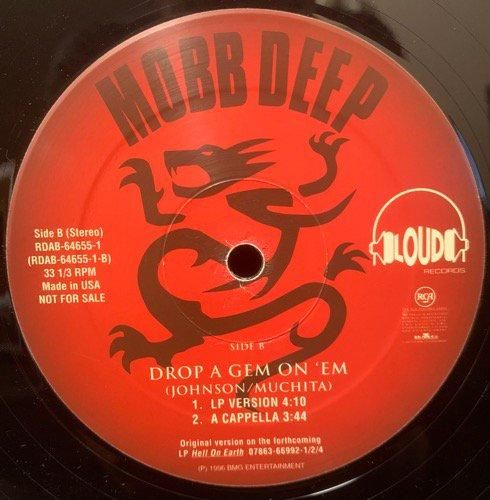 MOBB DEEP
Side B (Stereo)
RDAB-64655-1
(RDAB-64655-1-B)
33 1/3 RPM
Made in USA
NOT FOR SALE
LOUD
RECORDS
RCA
SIDE B
DROP A GEM ON 'EM
(JOHNSON/MUCHITA)
1. LP VERSION 4:10
2. A CAPPELLA 3:44
Original version on the forthcoming
LP Hell On Earth 07863-66992-1/2/4
(P) 1996 BMG ENTERTAINMENT